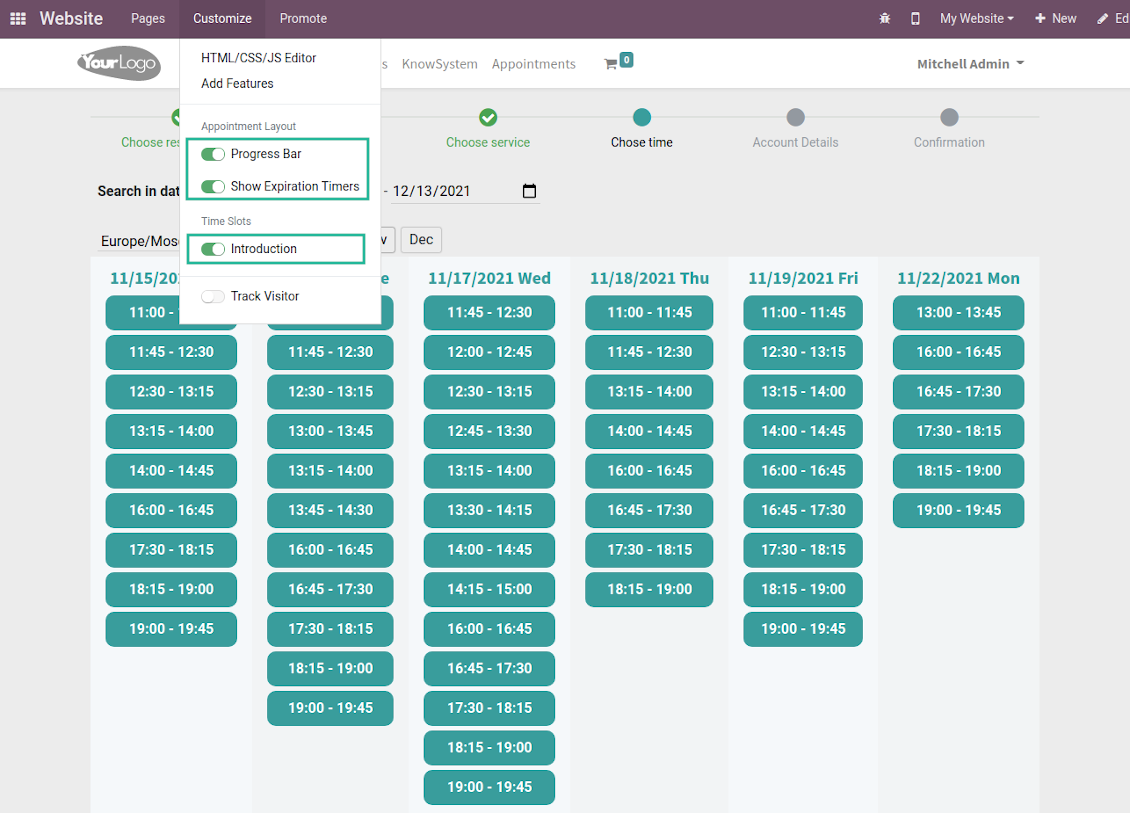 Website Pages Customize Promote My Website New Ed
YourLogo s KnowSystem Appointments 0 Mitchell Admin
HTML/CSS/JS Editor
Add Features
Appointment Layout
Progress Bar
Show Expiration Timers
Time Slots
Introduction
Track Visitor
Choose res Choose service Chose time Account Details Confirmation
Search in dat - 12/13/2021
Europe/Mosc v Dec
11/15/20 e 11/17/2021 Wed 11/18/2021 Thu 11/19/2021 Fri 11/22/2021 Mon
11:00 - 11:45 - 12:30 11:00 - 11:45 11:00 - 11:45 13:00 - 13:45
11:45 - 12:30 11:45 - 12:30 12:00 - 12:45 11:45 - 12:30 12:30 - 13:15 16:00 - 16:45
12:30 - 13:15 12:30 - 13:15 12:30 - 13:15 13:15 - 14:00 13:15 - 14:00 16:45 - 17:30
13:15 - 14:00 13:00 - 13:45 12:45 - 13:30 14:00 - 14:45 14:00 - 14:45 17:30 - 18:15
14:00 - 14:45 13:15 - 14:00 13:15 - 14:00 16:00 - 16:45 16:00 - 16:45 18:15 - 19:00
16:00 - 16:45 13:45 - 14:30 13:30 - 14:15 16:45 - 17:30 16:45 - 17:30 19:00 - 19:45
17:30 - 18:15 16:00 - 16:45 14:00 - 14:45 17:30 - 18:15 17:30 - 18:15
18:15 - 19:00 16:45 - 17:30 14:15 - 15:00 18:15 - 19:00 18:15 - 19:00
19:00 - 19:45 17:30 - 18:15 16:00 - 16:45 19:00 - 19:45
18:15 - 19:00 16:45 - 17:30
19:00 - 19:45 17:30 - 18:15
18:15 - 19:00
19:00 - 19:45